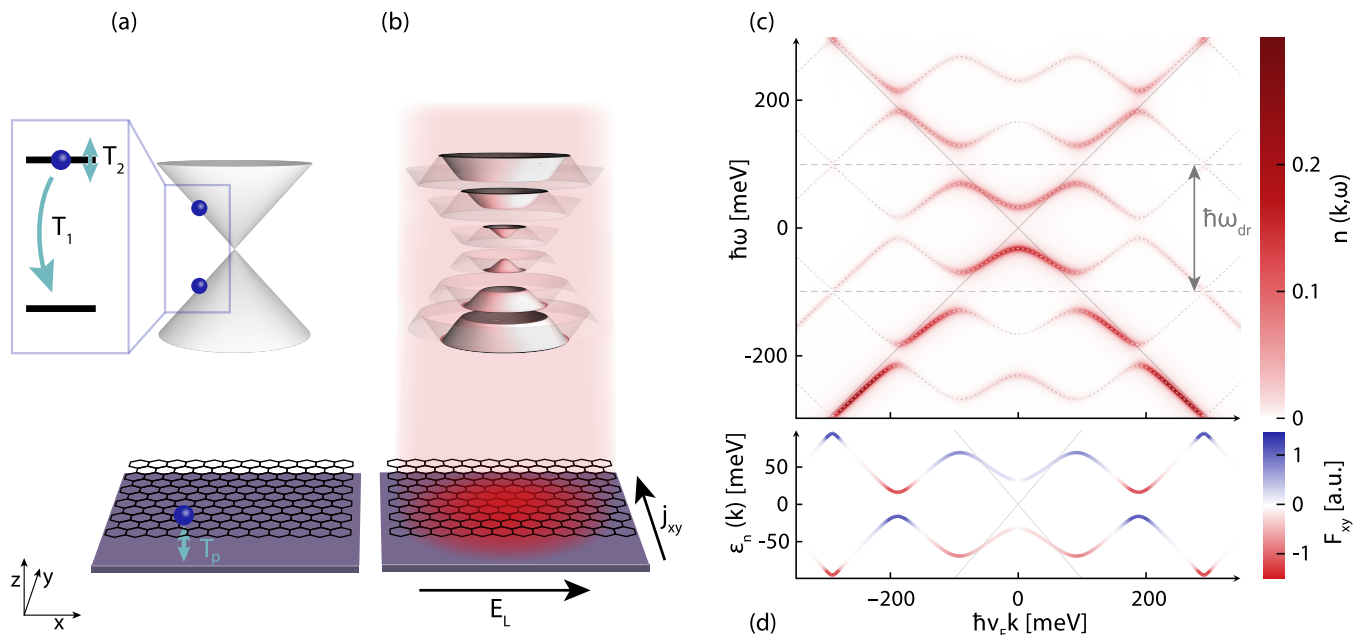 (a)
(b)
(c)
T2
T1
Tp
z
y
x
EL
jxy
ħω [meV]
200
0
-200
ħωdr
n (k,ω)
0.2
0.1
0
εn (k) [meV]
50
0
-50
Fxy [a.u.]
1
0
-1
−200
0
200
ħvFk [meV]
(d)